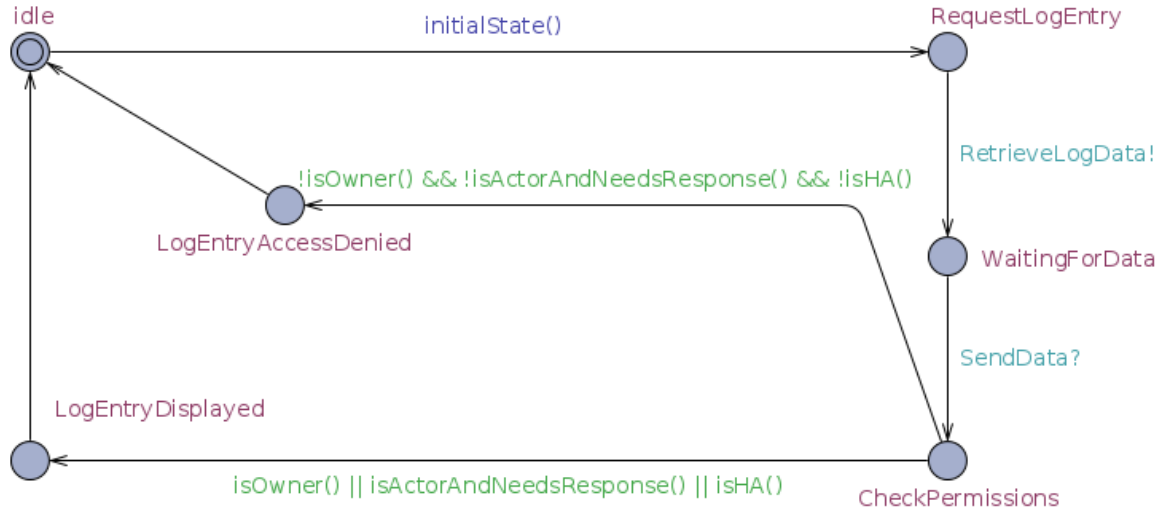 idle
initialState()
RequestLogEntry
RetrieveLogData!
!isOwner() && !isActorAndNeedsResponse() && !isHA()
LogEntryAccessDenied
WaitingForData
SendData?
LogEntryDisplayed
isOwner() || isActorAndNeedsResponse() || isHA()
CheckPermissions